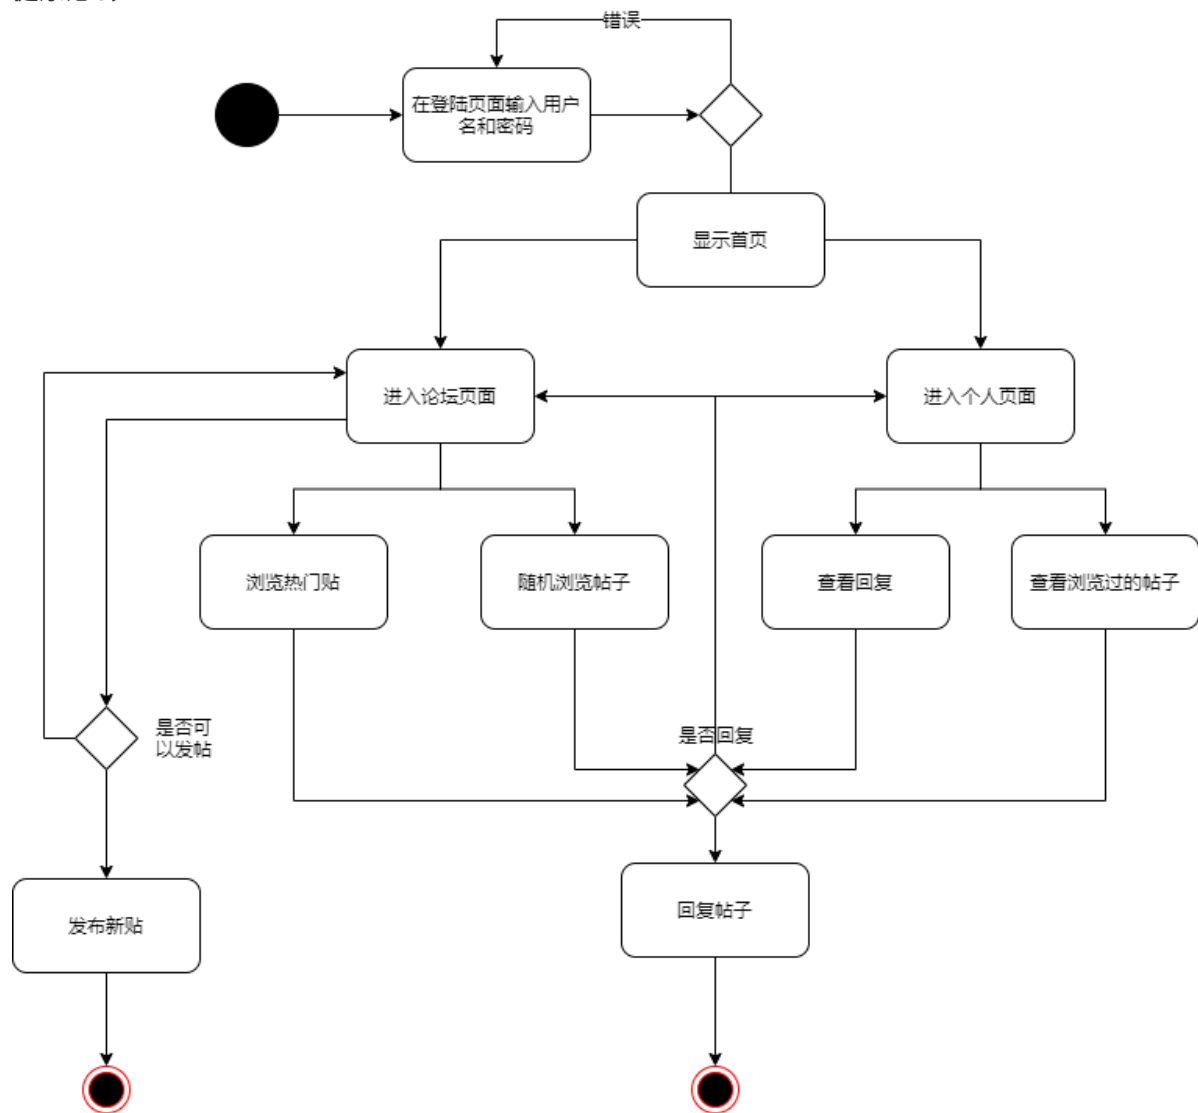 错误
在登陆页面输入用户
名和密码
显示首页
进入论坛页面
进入个人页面
浏览热门贴
随机浏览帖子
查看回复
查看浏览过的帖子
是否可
以发帖
是否回复
发布新贴
回复帖子